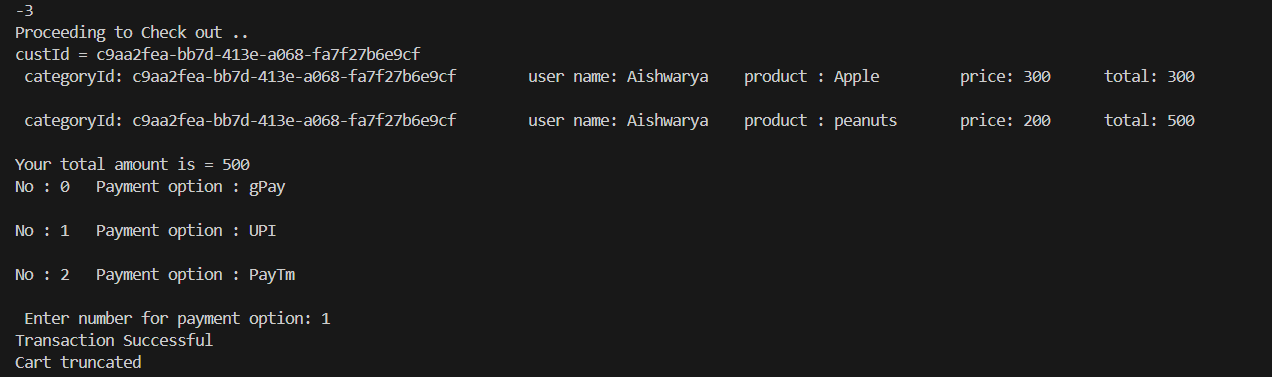 -3
Proceeding to Check out ..
custId = c9aa2fea-bb7d-413e-a068-fa7f27b6e9cf
categoryId: c9aa2fea-bb7d-413e-a068-fa7f27b6e9cf user name: Aishwarya product : Apple price: 300 total: 300
categoryId: c9aa2fea-bb7d-413e-a068-fa7f27b6e9cf user name: Aishwarya product : peanuts price: 200 total: 500
Your total amount is = 500
No : 0 Payment option : gPay
No : 1 Payment option : UPI
No : 2 Payment option : PayTm
Enter number for payment option: 1
Transaction Successful
Cart truncated